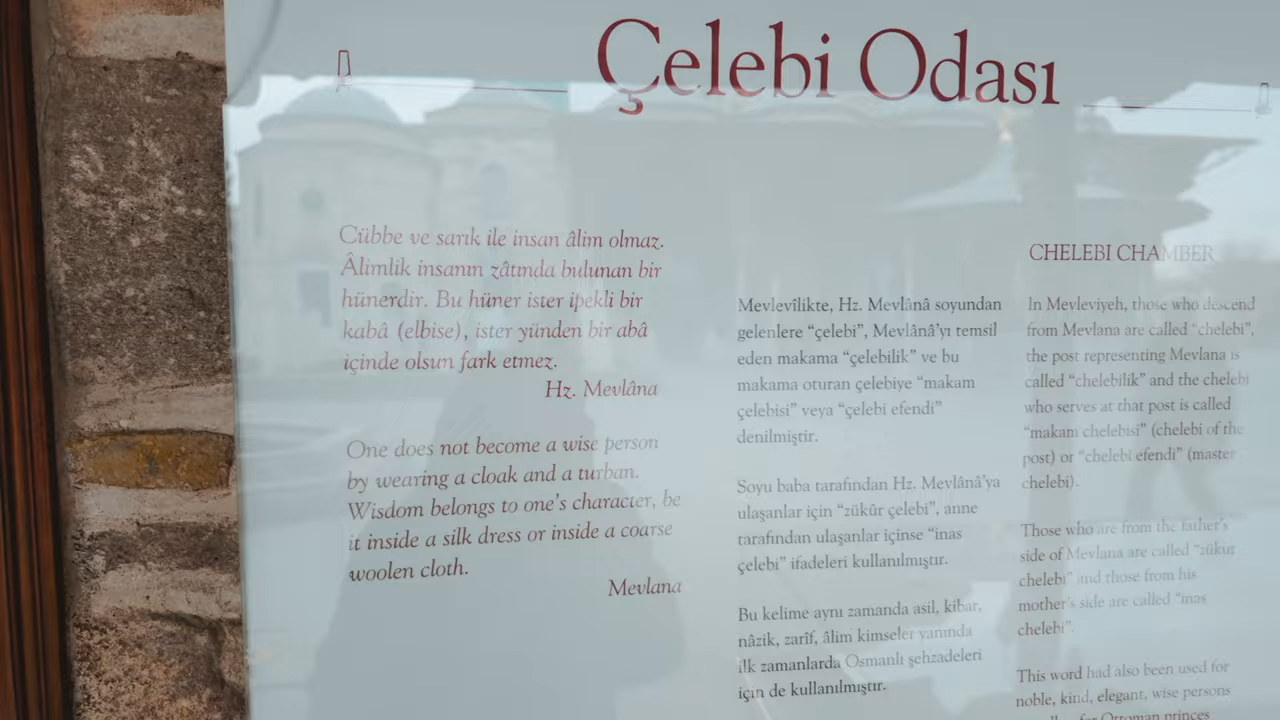 Çelebi Odası
Cübbe ve sarık ile insan âlim olmaz.
Âlimlik insanın zâtında bulunan bir
hünerdir. Bu hüner ister ipekli bir
kabâ (elbise), ister yünden bir abâ
içinde olsun fark etmez.
Hz. Mevlâna
One does not become a wise person
by wearing a cloak and a turban.
Wisdom belongs to one's character, be
it inside a silk dress or inside a coarse
woolen cloth.
Mevlana
Mevlevîlikte, Hz. Mevlânâ soyundan
gelenlere “çelebi”, Mevlânâ’yı temsil
eden makama “çelebilik” ve bu
makama oturan çelebiye “makam
çelebisi” veya “çelebi efendi”
denilmiştir.
Soyu baba tarafından Hz. Mevlânâ’ya
ulaşanlar için “zükûr çelebi”, anne
tarafından ulaşanlar içinse “inas
çelebi” ifadeleri kullanılmıştır.
Bu kelime aynı zamanda asil, kibar,
nâzik, zarîf, âlim kimseler yanında
ilk zamanlarda Osmanlı şehzadeleri
için de kullanılmıştır.
CHELEBI CHAMBER
In Mevleviyeh, those who descend
from Mevlana are called “chelebi”,
the post representing Mevlana is
called “chelebilik” and the chelebi
who serves at that post is called
“makam chelebisi” (chelebi of the
post) or “chelebi efendi” (master
chelebi).
Those who are from the father’s
side of Mevlana are called “zükur
chelebi” and those from his
mother’s side are called “inas
chelebi”.
This word had also been used for
noble, kind, elegant, wise persons
for Ottoman princes